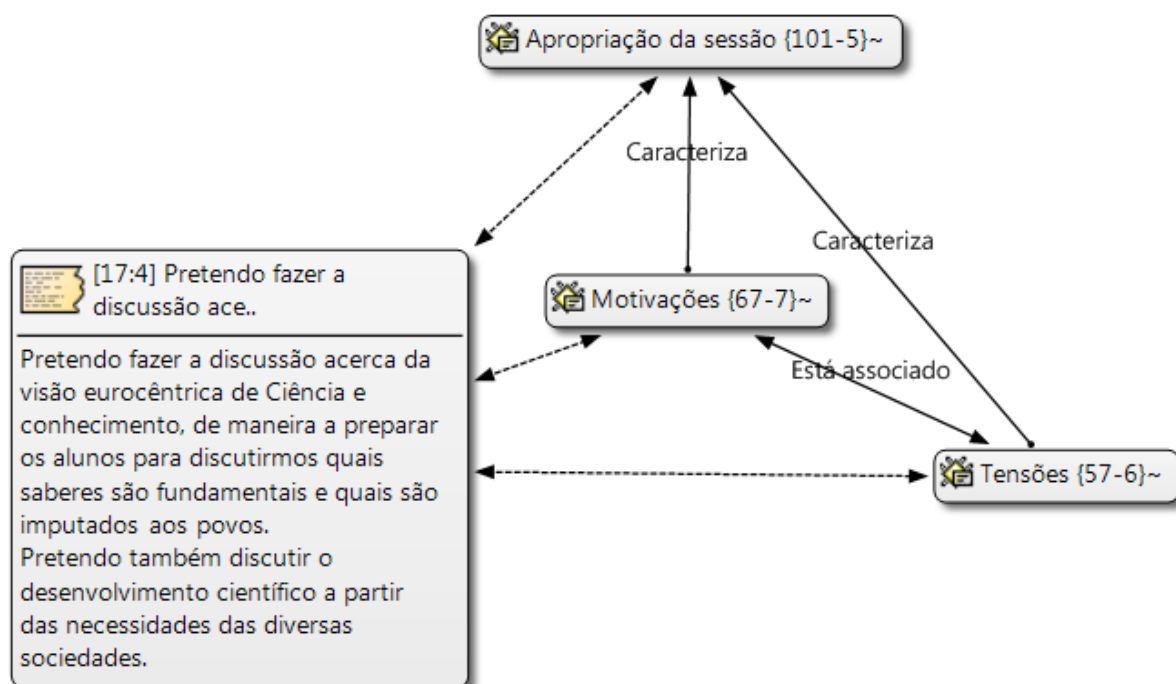 Apropriação da sessão {101-5}~
Caracteriza
Caracteriza
[17:4] Pretendo fazer a
discussão ace..
Motivações {67-7}~
Está associado
Tensões {57-6}~
Pretendo fazer a discussão acerca da
visão eurocêntrica de Ciência e
conhecimento, de maneira a preparar
os alunos para discutirmos quais
saberes são fundamentais e quais são
imputados aos povos.
Pretendo também discutir o
desenvolvimento científico a partir
das necessidades das diversas
sociedades.